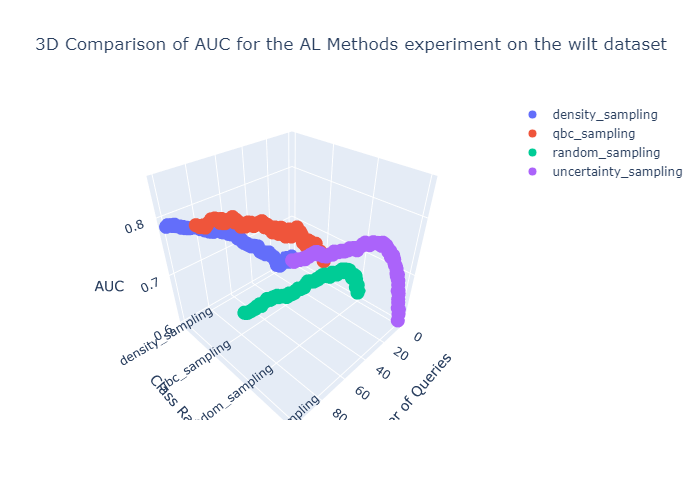 3D Comparison of AUC for the AL Methods experiment on the wilt dataset
density_sampling
qbc_sampling
random_sampling
uncertainty_sampling
0.8
0.7
0.6
AUC
density_sampling
qbc_sampling
0
20
40
60
80